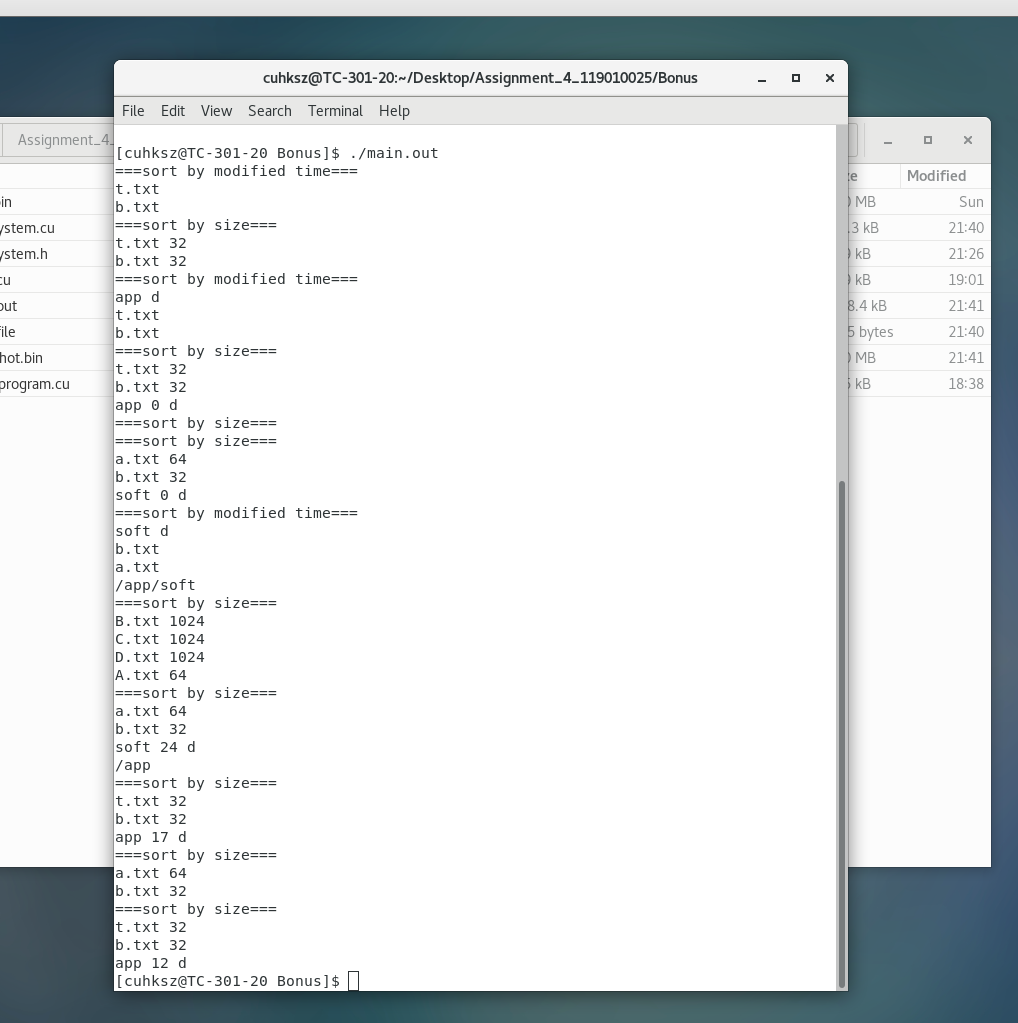 cuhksz@TC-301-20:~/Desktop/Assignment_4_119010025/Bonus
File Edit View Search Terminal Help
[cuhksz@TC-301-20 Bonus]$ ./main.out
===sort by modified time===
t.txt
b.txt
===sort by size===
t.txt 32
b.txt 32
===sort by modified time===
app d
t.txt
b.txt
===sort by size===
t.txt 32
b.txt 32
app 0 d
===sort by size===
===sort by size===
a.txt 64
b.txt 32
soft 0 d
===sort by modified time===
soft d
b.txt
a.txt
/app/soft
===sort by size===
B.txt 1024
C.txt 1024
D.txt 1024
A.txt 64
===sort by size===
a.txt 64
b.txt 32
soft 24 d
/app
===sort by size===
t.txt 32
b.txt 32
app 17 d
===sort by size===
a.txt 64
b.txt 32
===sort by size===
t.txt 32
b.txt 32
app 12 d
[cuhksz@TC-301-20 Bonus]$
Assignment_4_
Modified
MB Sun
ystem.cu .3 kB 21:40
ystem.h kB 21:26
cu kB 19:01
out 8.4 kB 21:41
file 5 bytes 21:40
hot.bin MB 21:41
program.cu kB 18:38